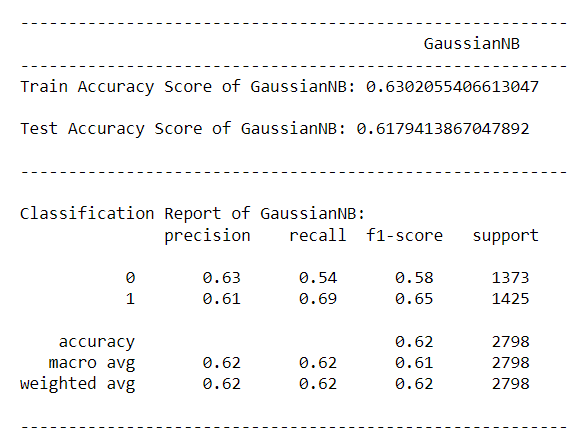 ---------------------------------------------------------
GaussianNB
---------------------------------------------------------
Train Accuracy Score of GaussianNB: 0.6302055406613047
Test Accuracy Score of GaussianNB: 0.6179413867047892
---------------------------------------------------------
Classification Report of GaussianNB:
precision recall f1-score support
0 0.63 0.54 0.58 1373
1 0.61 0.69 0.65 1425
accuracy 0.62 2798
macro avg 0.62 0.62 0.61 2798
weighted avg 0.62 0.62 0.62 2798
---------------------------------------------------------